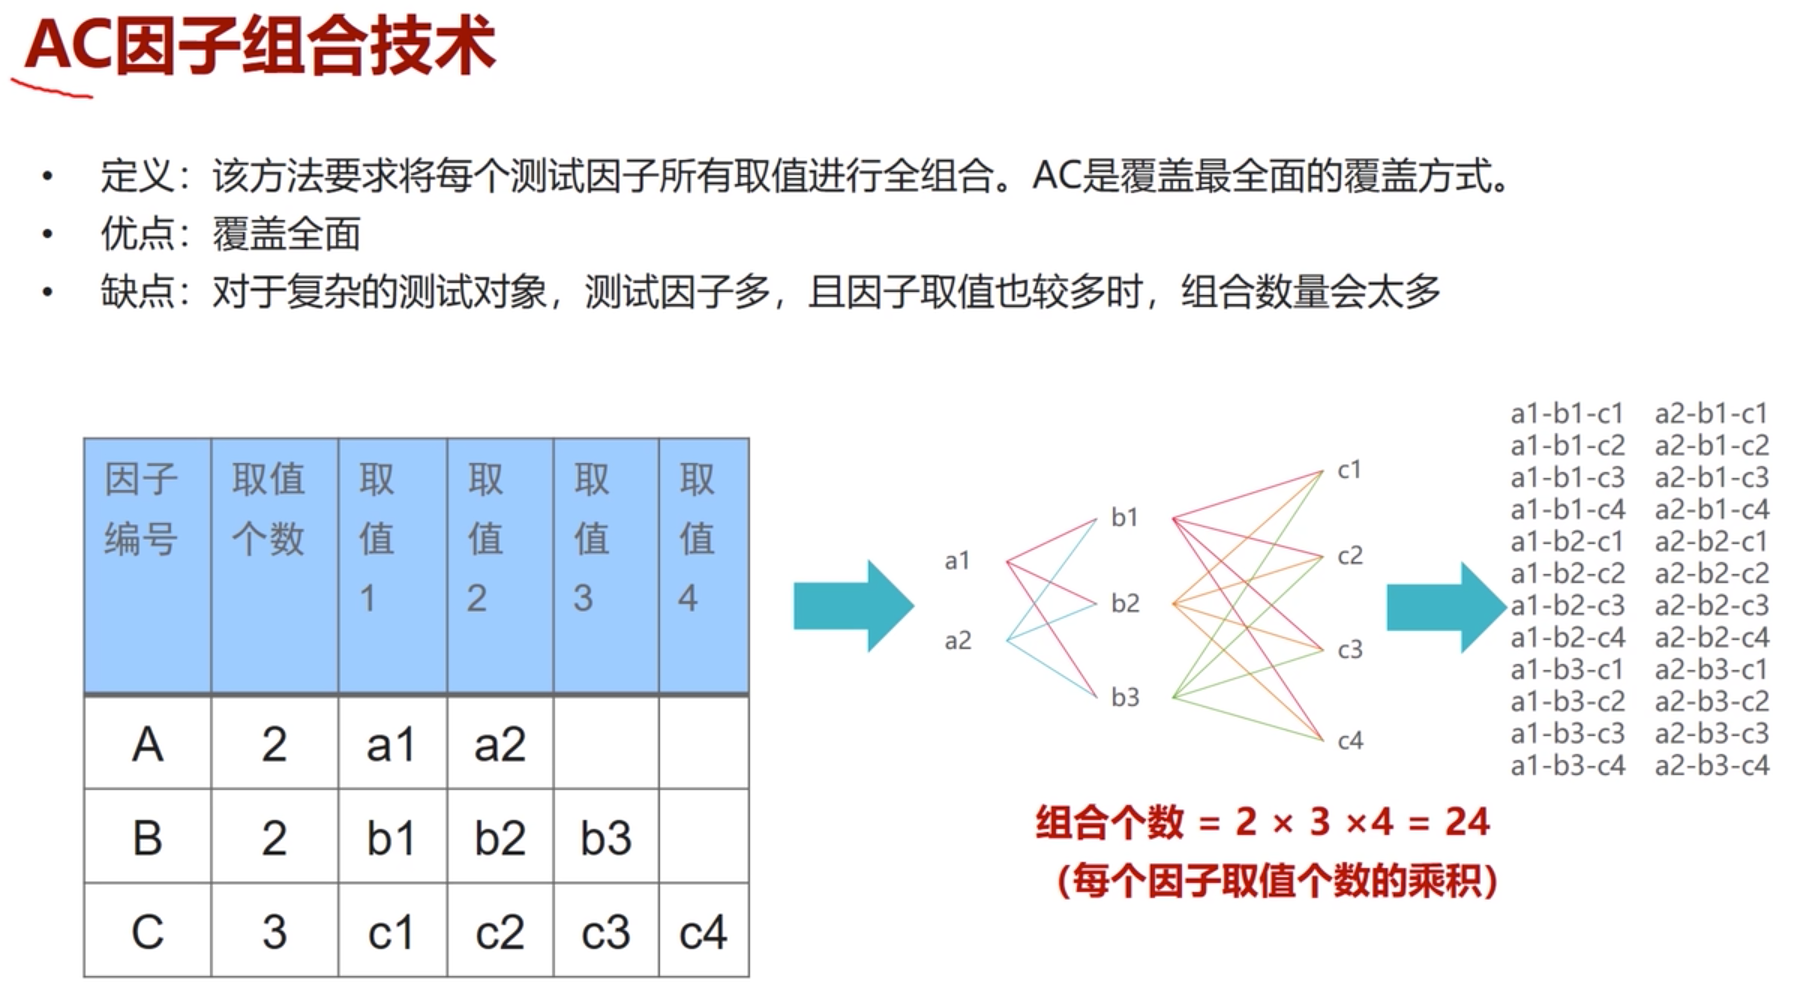 AC因子组合技术
• 定义：该方法要求将每个测试因子所有取值进行全组合。AC是覆盖最全面的覆盖方式。
• 优点：覆盖全面
• 缺点：对于复杂的测试对象，测试因子多，且因子取值也较多时，组合数量会太多
因子编号 取值个数 取值1 取值2 取值3 取值4
A 2 a1 a2
B 2 b1 b2 b3
C 3 c1 c2 c3 c4
a1
a2
b1
b2
b3
c1
c2
c3
c4
a1-b1-c1 a2-b1-c1
a1-b1-c2 a2-b1-c2
a1-b1-c3 a2-b1-c3
a1-b1-c4 a2-b1-c4
a1-b2-c1 a2-b2-c1
a1-b2-c2 a2-b2-c2
a1-b2-c3 a2-b2-c3
a1-b2-c4 a2-b2-c4
a1-b3-c1 a2-b3-c1
a1-b3-c2 a2-b3-c2
a1-b3-c3 a2-b3-c3
a1-b3-c4 a2-b3-c4
组合个数 = 2 × 3 ×4 = 24
（每个因子取值个数的乘积）